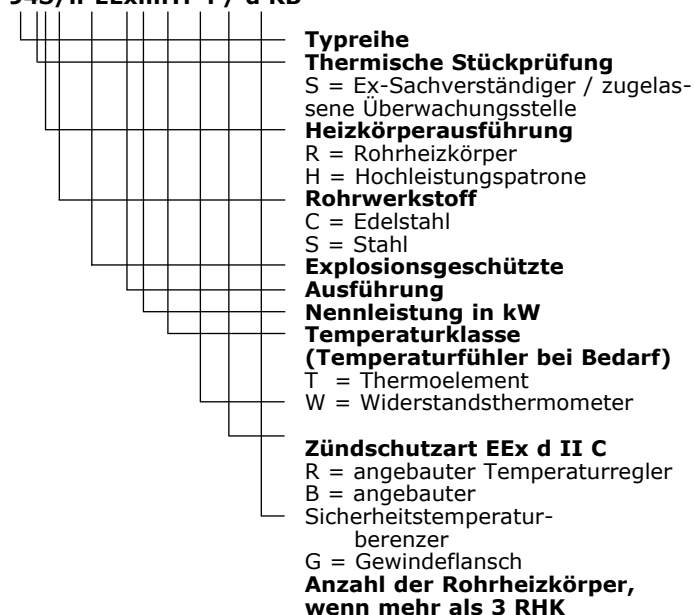 Typreihe
Thermische Stückprüfung
S = Ex-Sachverständiger / zugelas-
sene Überwachungsstelle
Heizkörperausführung
R = Rohrheizkörper
H = Hochleistungspatrone
Rohrwerkstoff
C = Edelstahl
S = Stahl
Explosionsgeschützte
Ausführung
Nennleistung in kW
Temperaturklasse
(Temperaturfühler bei Bedarf)
T = Thermoelement
W = Widerstandsthermometer
Zündschutzart EEx d II C
R = angebauter Temperaturregler
B = angebauter
Sicherheitstemperatur-
berenzer
G = Gewindeflansch
Anzahl der Rohrheizkörper,
wenn mehr als 3 RHK